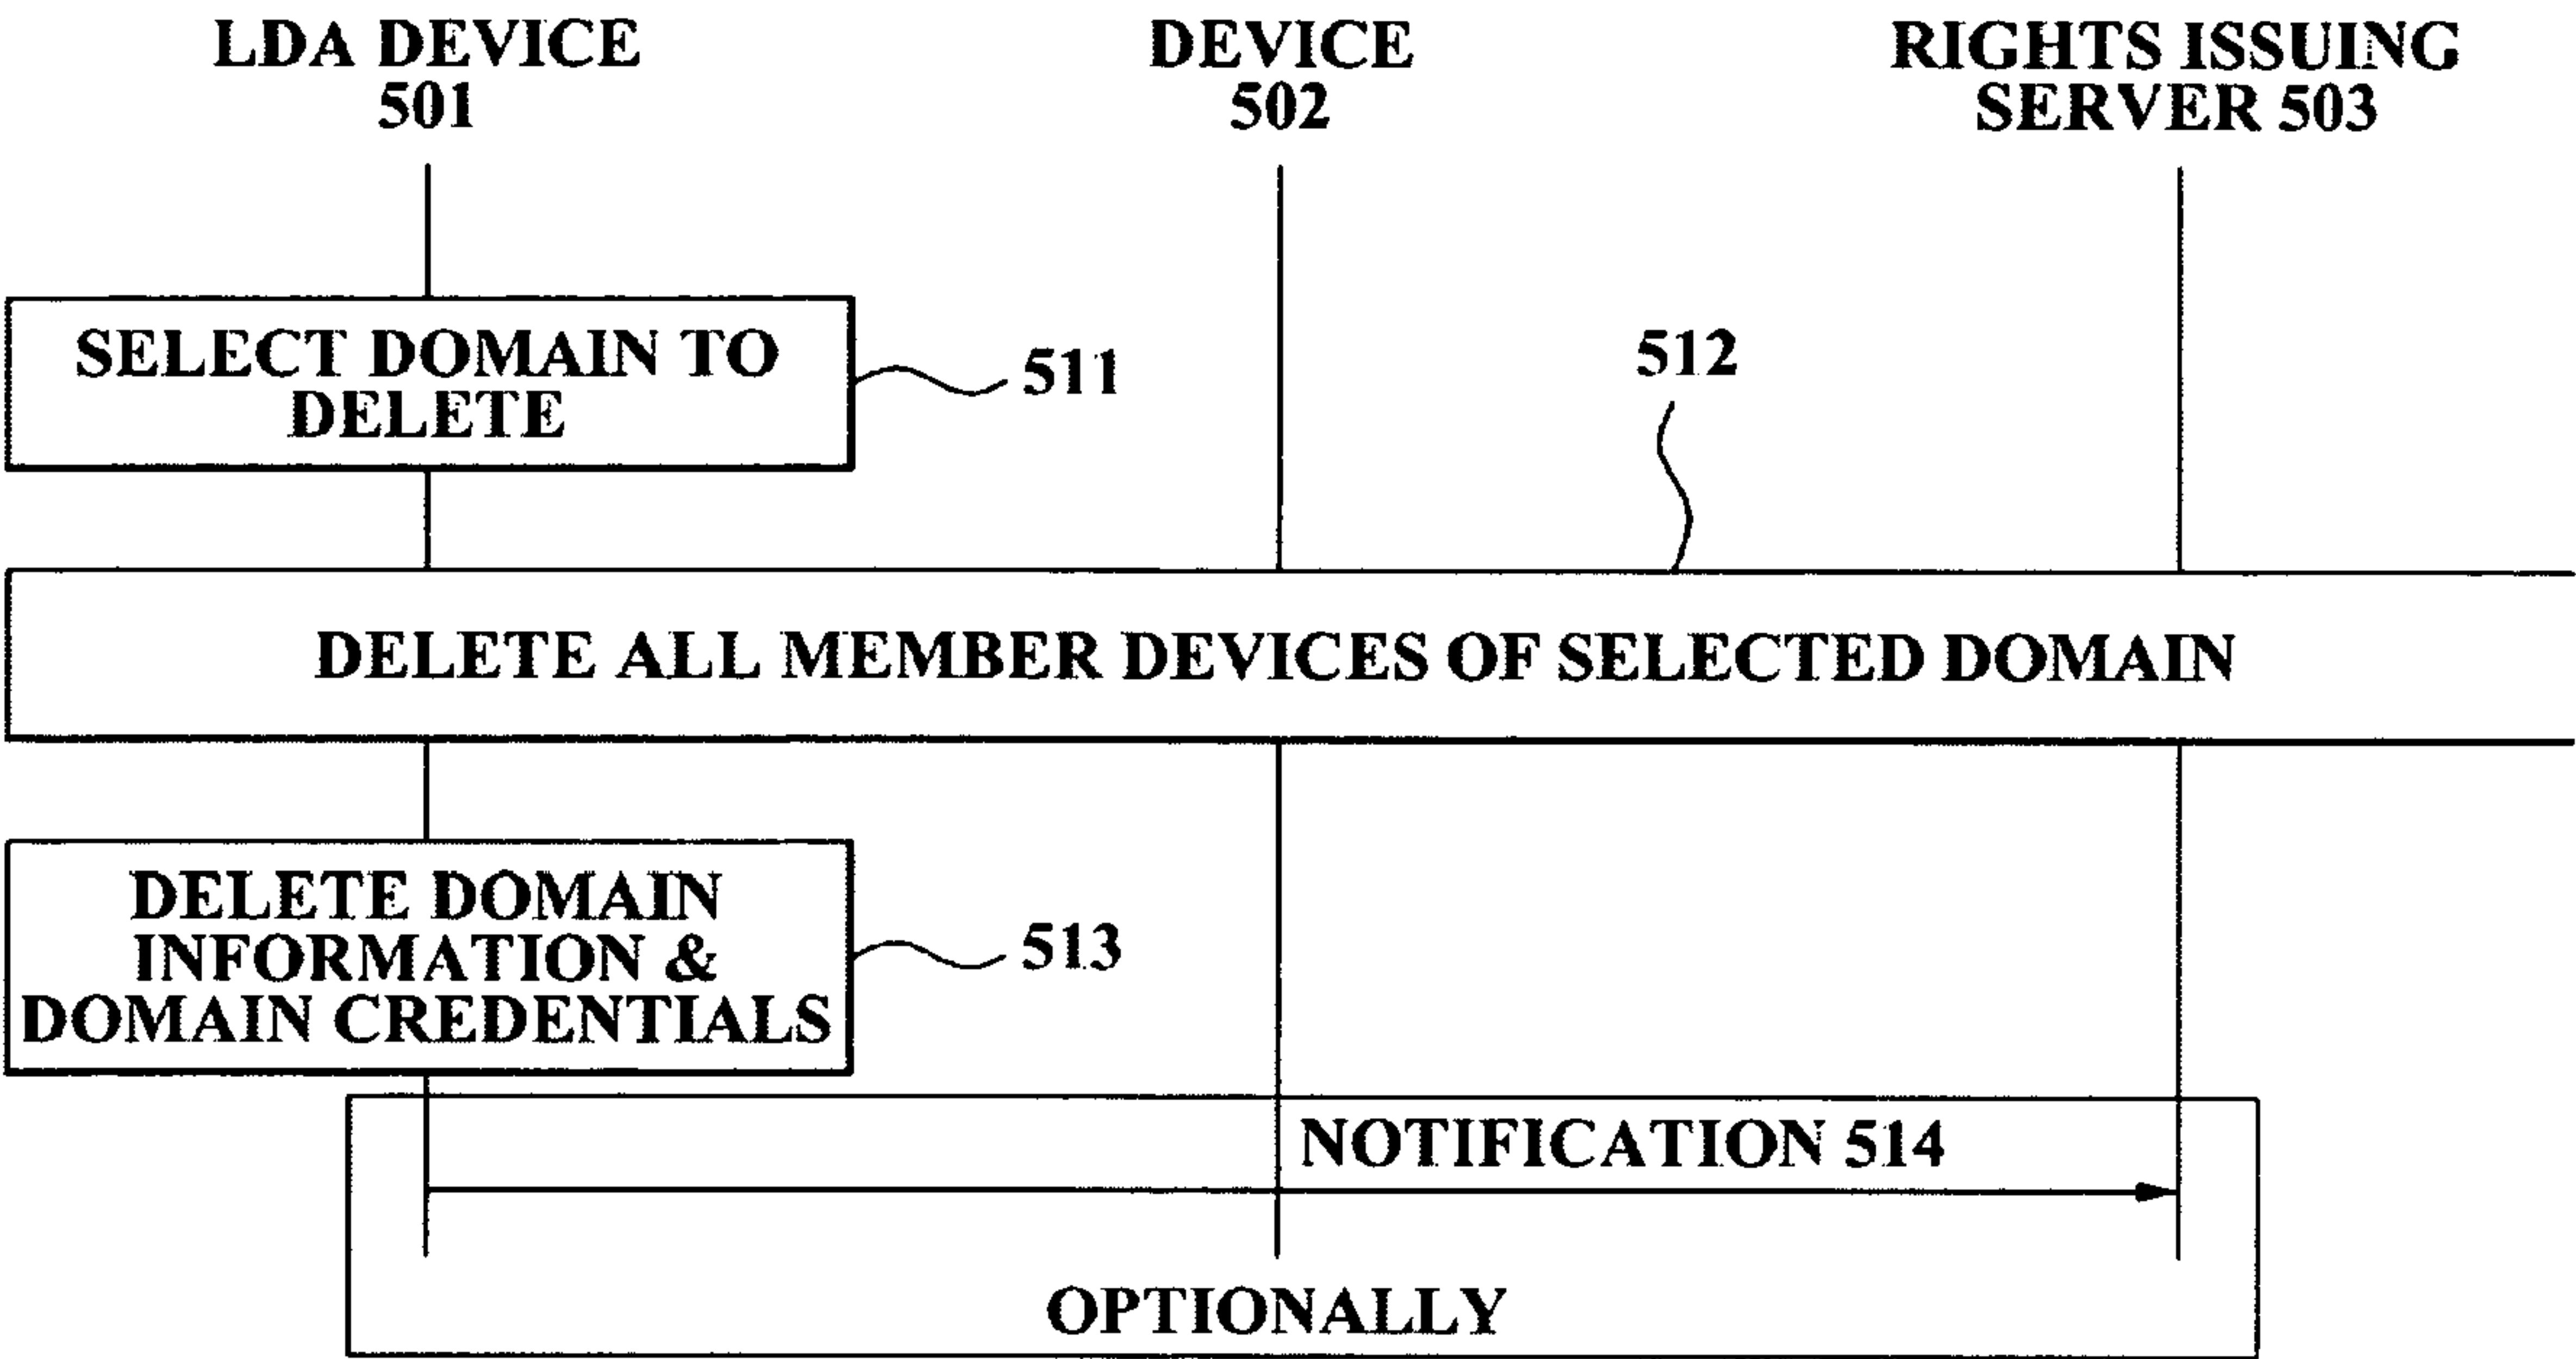 LDA DEVICE
501
DEVICE
502
RIGHTS ISSUING
SERVER 503
SELECT DOMAIN TO
DELETE
511
512
DELETE ALL MEMBER DEVICES OF SELECTED DOMAIN
DELETE DOMAIN
INFORMATION &
DOMAIN CREDENTIALS
513
NOTIFICATION 514
OPTIONALLY